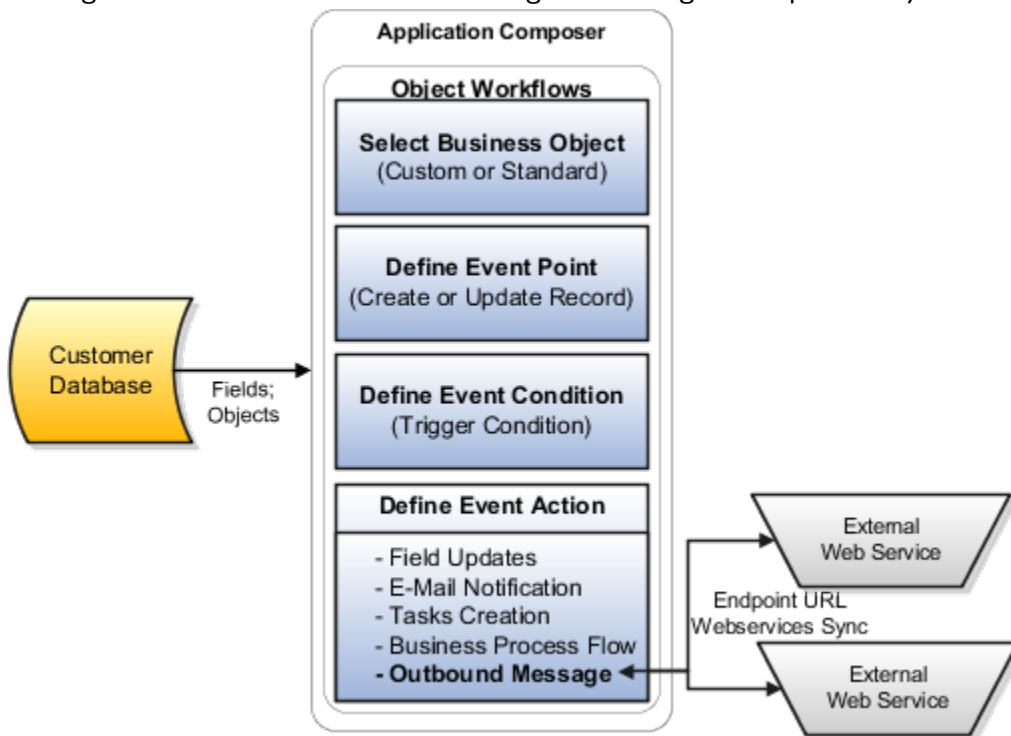 Application Composer
Object Workflows
Select Business Object
(Custom or Standard)
Define Event Point
(Create or Update Record)
Customer
Database
Fields;
Objects
Define Event Condition
(Trigger Condition)
Define Event Action
- Field Updates
- E-Mail Notification
- Tasks Creation
- Business Process Flow
- Outbound Message
External
Web Service
Endpoint URL
Webservices Sync
External
Web Service